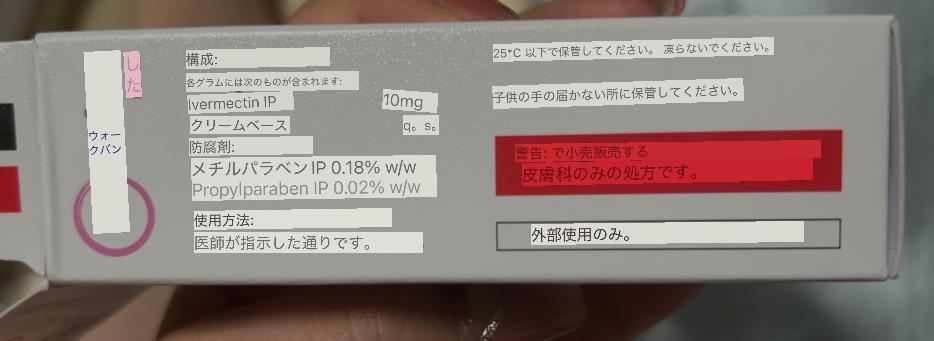 した
ウォー
クバン
構成:
各グラムには次のものが含まれます:
Ivermectin IP 10mg
クリームベース q。s。
防腐剤:
メチルパラベン IP 0.18% w/w
Propylparaben IP 0.02% w/w
使用方法:
医師が指示した通りです。
25°C 以下で保管してください。 凍らないでください。
子供の手の届かない所に保管してください。
警告: で小売販売する
皮膚科のみの処方です。
外部使用のみ。